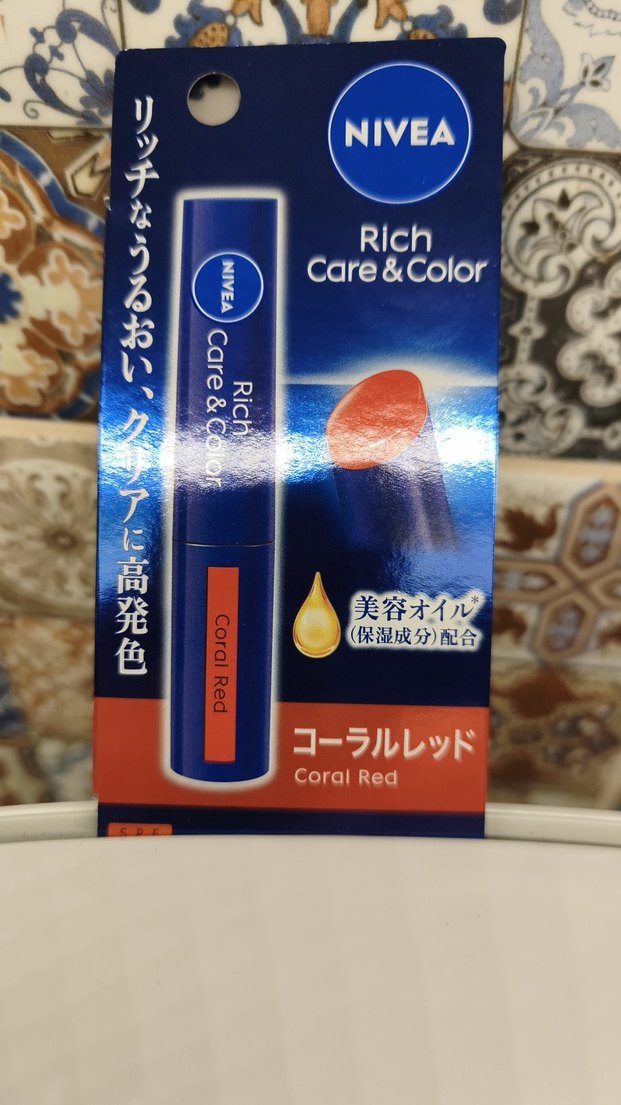 NIVEA
Rich
Care & Color
リッチなうるおい、クリアに高発色
NIVEA
Rich
Care & Color
Coral Red
美容オイル*
(保湿成分)配合
コーラルレッド
Coral Red
SPF